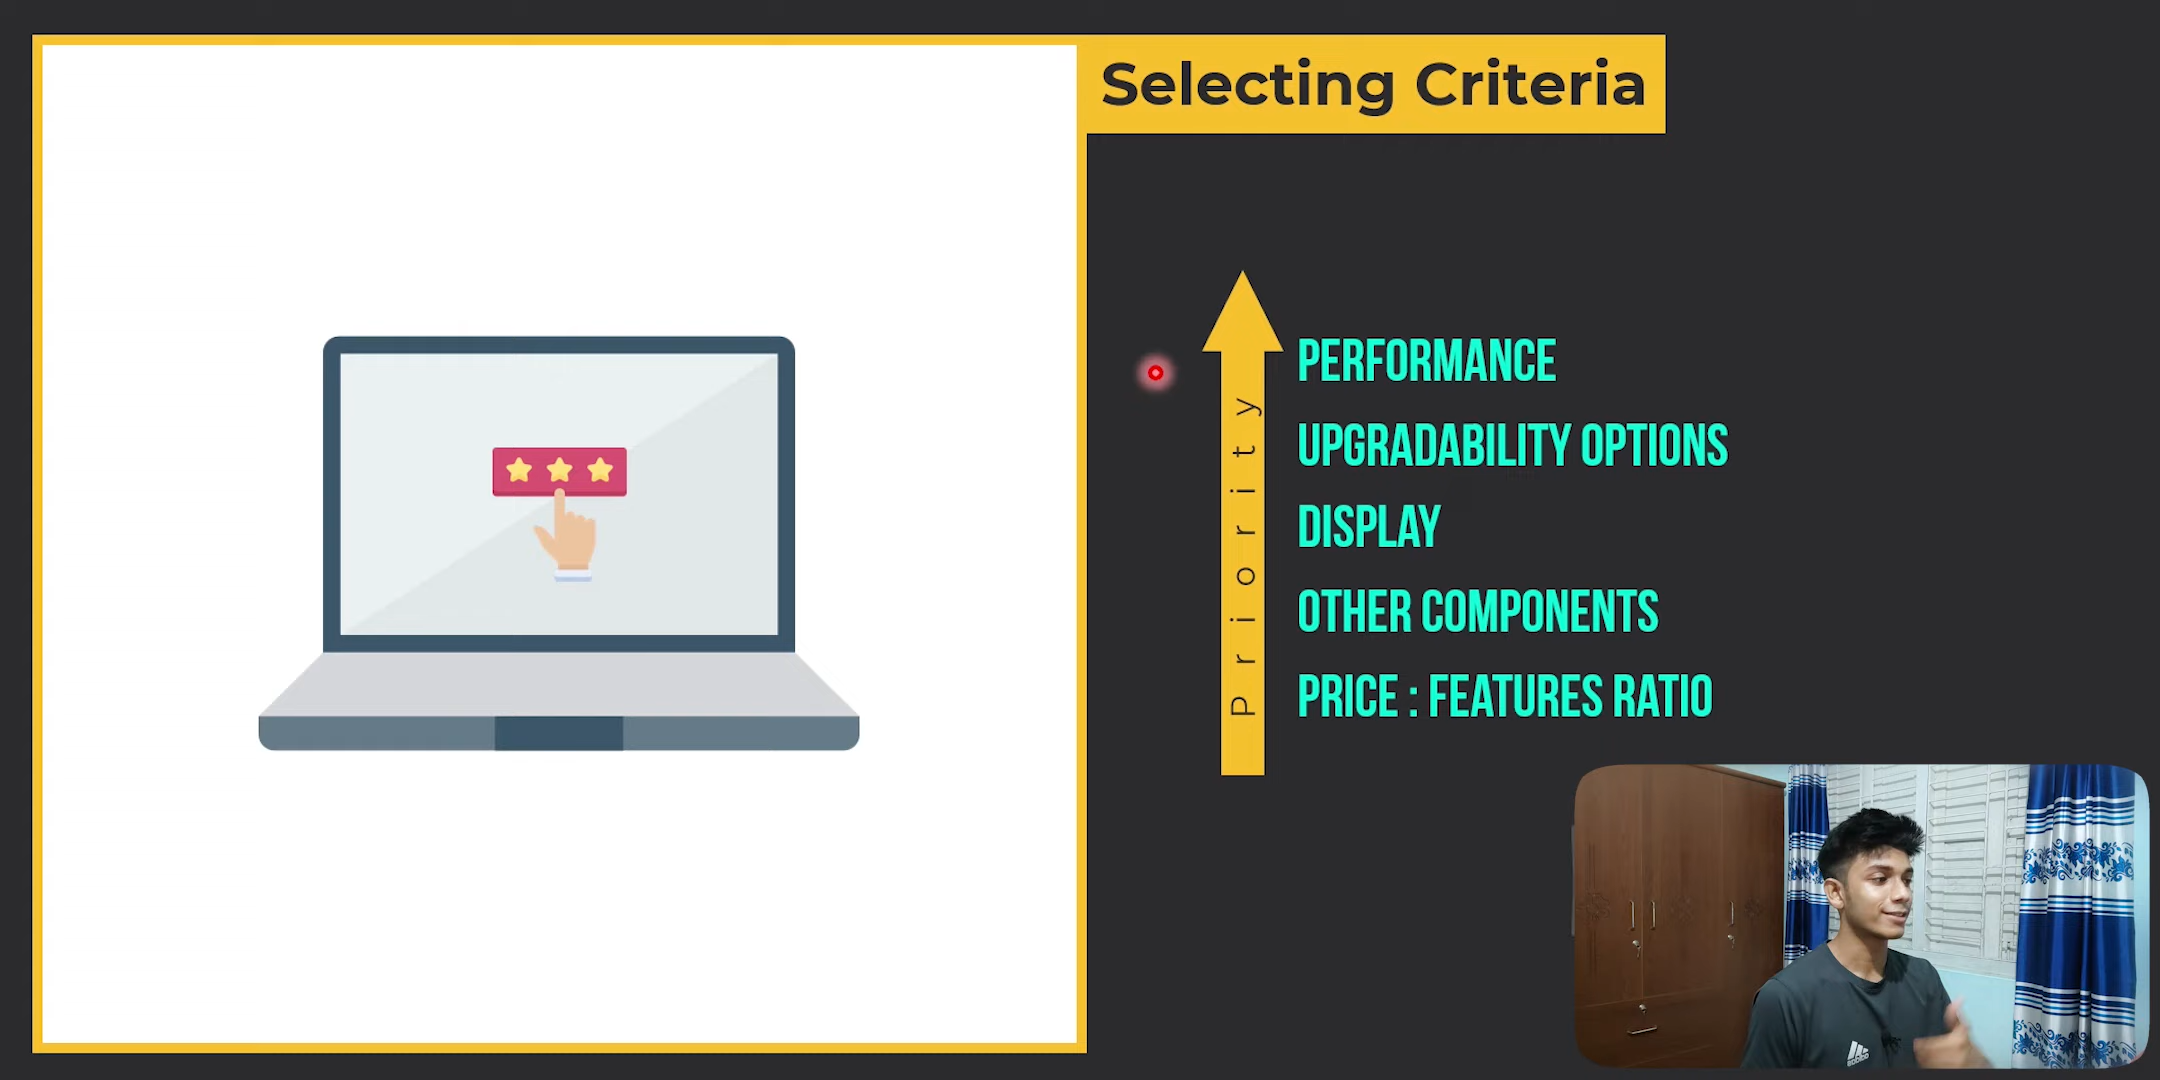 Selecting Criteria
Priority
PERFORMANCE
UPGRADABILITY OPTIONS
DISPLAY
OTHER COMPONENTS
PRICE : FEATURES RATIO